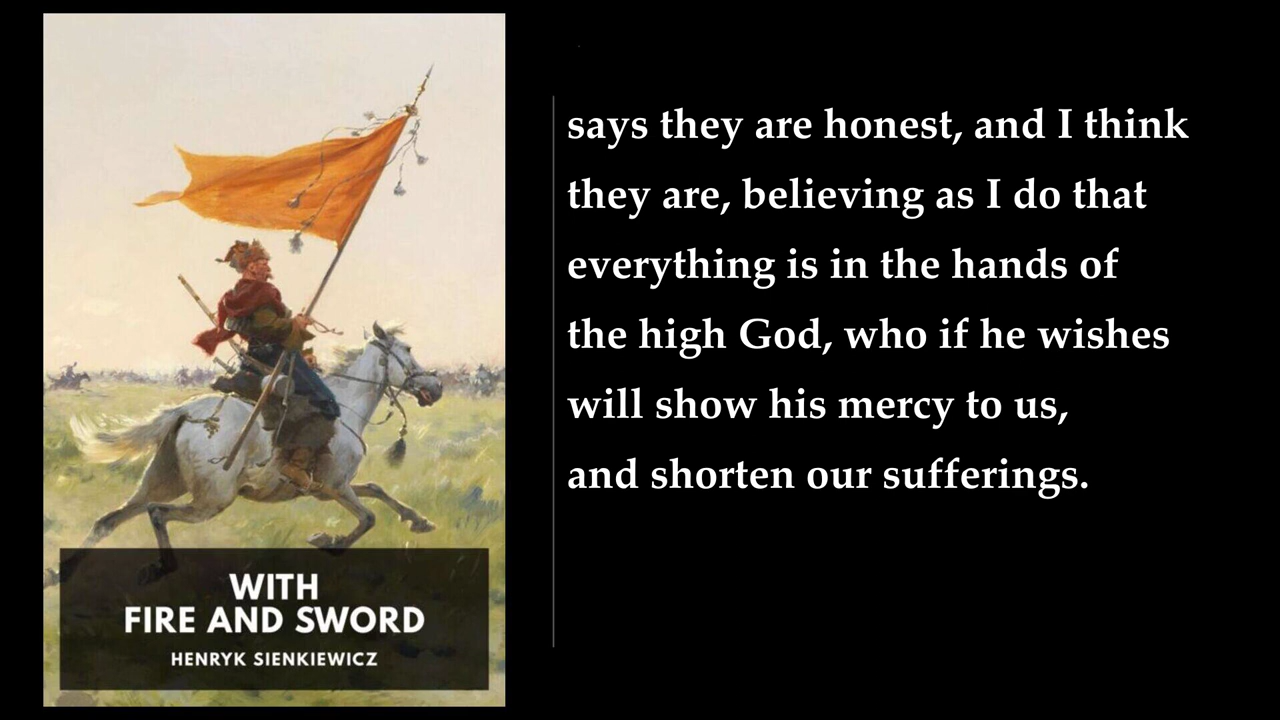 says they are honest, and I think
they are, believing as I do that
everything is in the hands of
the high God, who if he wishes
will show his mercy to us,
and shorten our sufferings.
WITH
FIRE AND SWORD
HENRYK SIENKIEWICZ